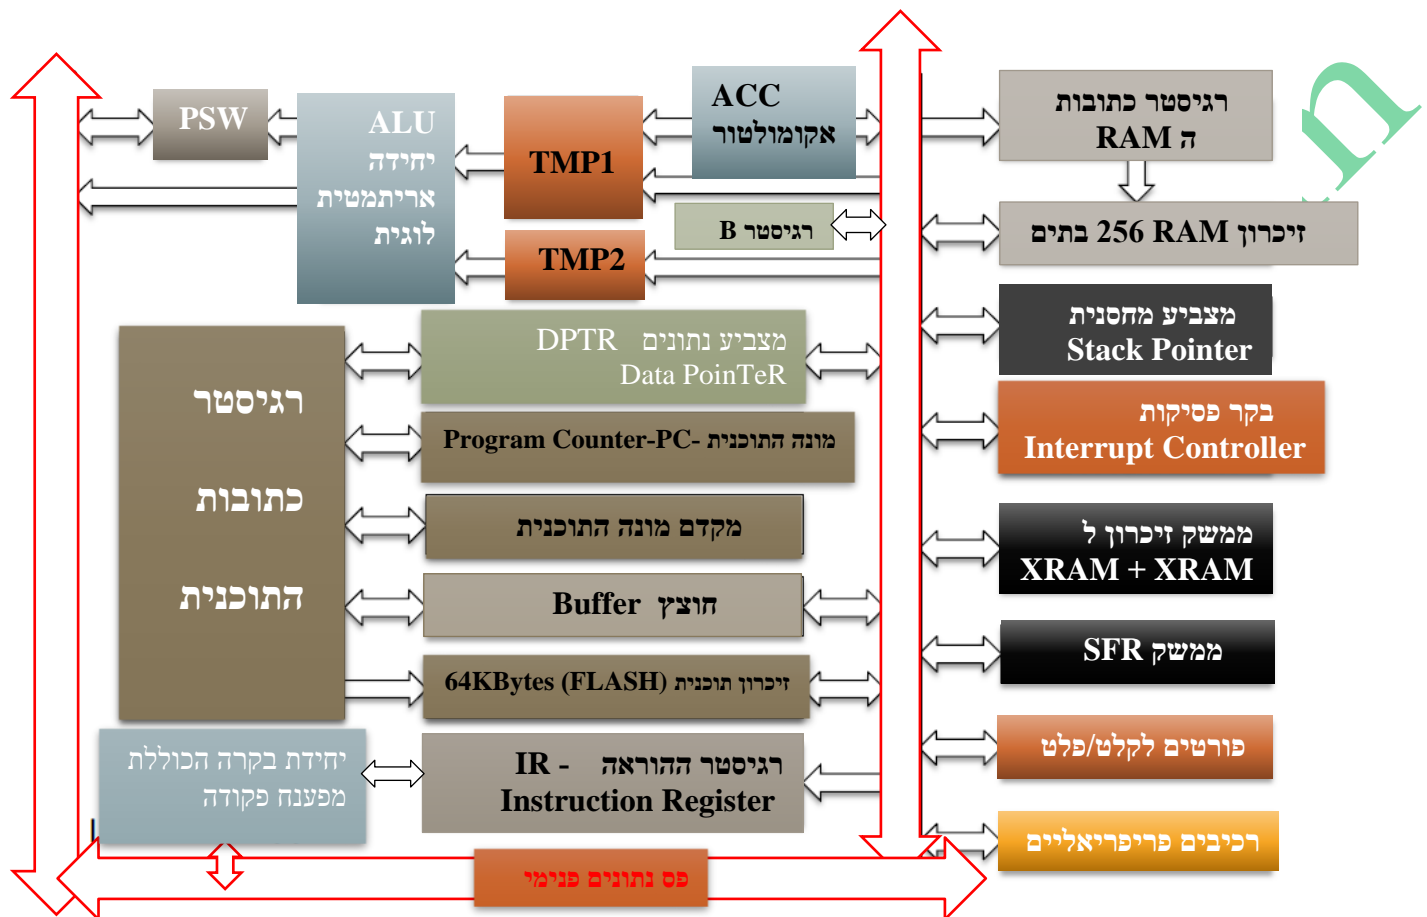 PSW
ALU
יחידה
אריתמטית
לוגית
TMP1
TMP2
ACC
אקומולטור
רגיסטר B
רגיסטר כתובות
ה RAM
זיכרון RAM 256 בתים
מצביע מחסנית
Stack Pointer
בקר פסיקות
Interrupt Controller
ממשק זיכרון ל
XRAM + XRAM
ממשק SFR
פורטים לקלט/פלט
רכיבים פריפריאליים
מצביע נתונים DPTR
Data PoinTeR
מונה התוכנית -Program Counter-PC
מקדם מונה התוכנית
חוצץ Buffer
זיכרון תוכנית 64KBytes (FLASH)
רגיסטר ההוראה - IR
Instruction Register
רגיסטר
כתובות
התוכנית
יחידת בקרה הכוללת
מפענח פקודה
פס נתונים פנימי